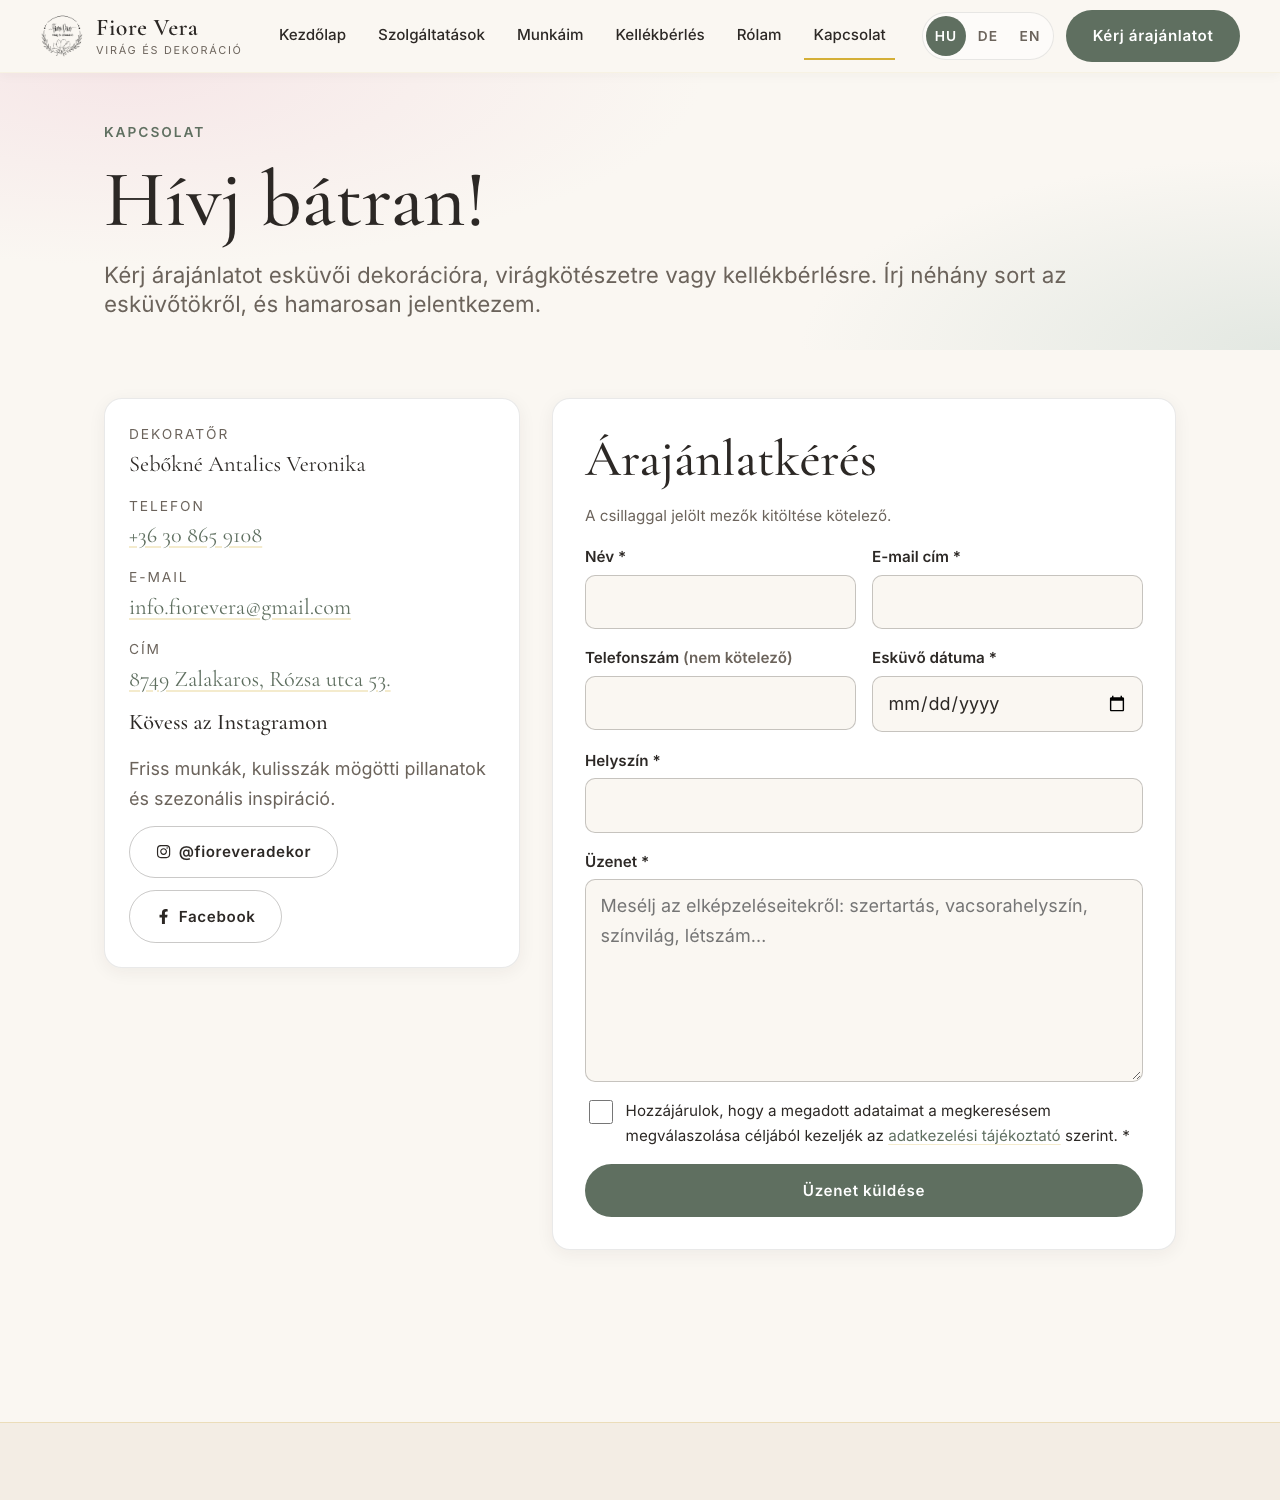 Fiore Vera
VIRÁG ÉS DEKORÁCIÓ
Kezdőlap
Szolgáltatások
Munkáim
Kellékbérlés
Rólam
Kapcsolat
HU
DE
EN
Kérj árajánlatot
KAPCSOLAT
Hívj bátran!
Kérj árajánlatot esküvői dekorációra, virágkötészetre vagy kellékbérlésre. Írj néhány sort az
esküvőtökről, és hamarosan jelentkezem.
DEKORATŐR
Sebőkné Antalics Veronika
TELEFON
+36 30 865 9108
E-MAIL
info.fiorevera@gmail.com
CÍM
8749 Zalakaros, Rózsa utca 53.
Kövess az Instagramon
Friss munkák, kulisszák mögötti pillanatok
és szezonális inspiráció.
@fioreveradekor
Facebook
Árajánlatkérés
A csillaggal jelölt mezők kitöltése kötelező.
Név *
E-mail cím *
Telefonszám (nem kötelező)
Esküvő dátuma *
mm/dd/yyyy
Helyszín *
Üzenet *
Mesélj az elképzeléseitekről: szertartás, vacsorahelyszín,
színvilág, létszám...
Hozzájárulok, hogy a megadott adataimat a megkeresésem
megválaszolása céljából kezeljék az adatkezelési tájékoztató szerint. *
Üzenet küldése